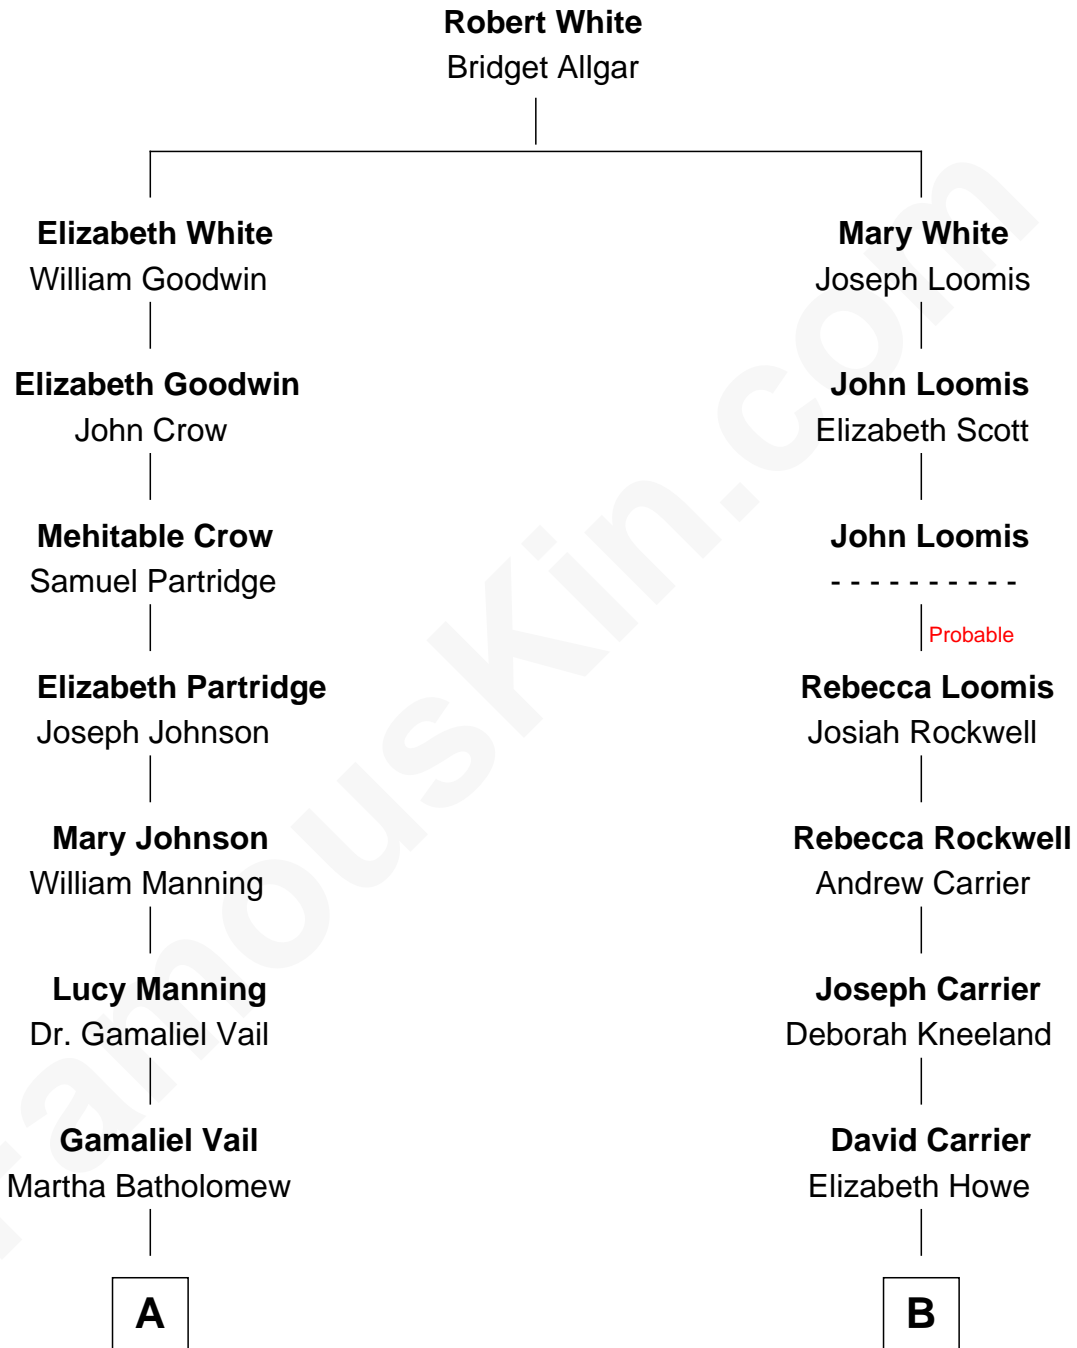 Robert White
Bridget Allgar
Elizabeth White
William Goodwin
Mary White
Joseph Loomis
Elizabeth Goodwin
John Crow
John Loomis
Elizabeth Scott
Mehitable Crow
Samuel Partridge
John Loomis
- - - - - - - - - -
Probable
Elizabeth Partridge
Joseph Johnson
Rebecca Loomis
Josiah Rockwell
Mary Johnson
William Manning
Rebecca Rockwell
Andrew Carrier
Lucy Manning
Dr. Gamaliel Vail
Joseph Carrier
Deborah Kneeland
Gamaliel Vail
Martha Batholomew
David Carrier
Elizabeth Howe
A
B
FamousKin.com